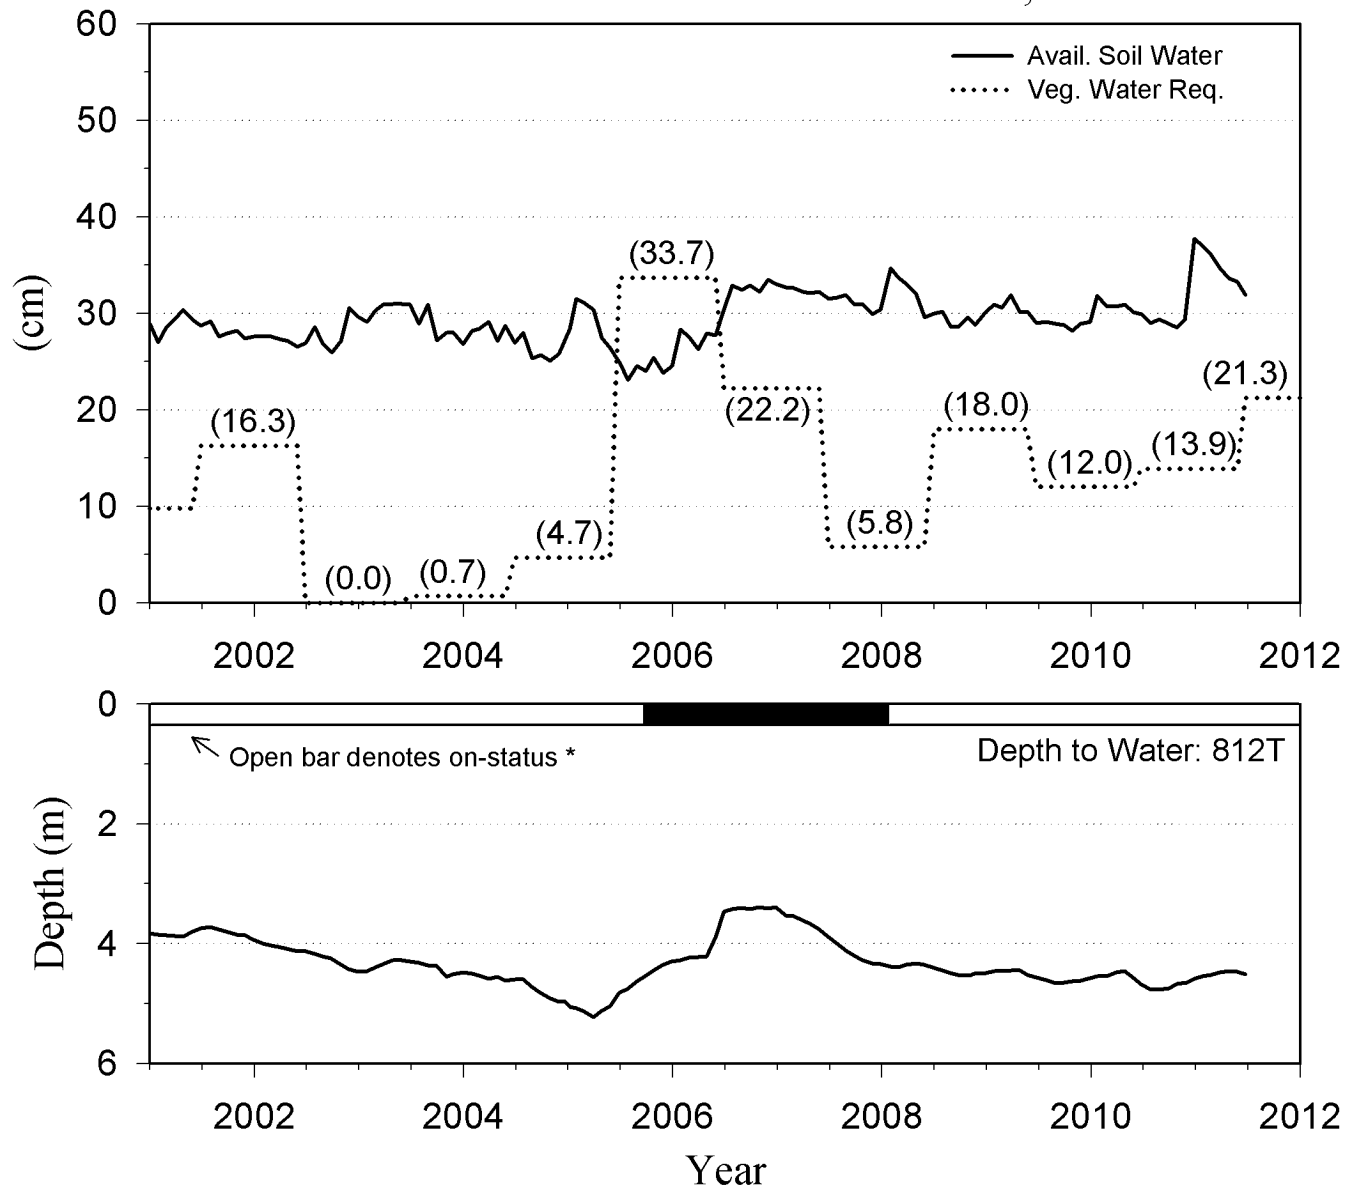 60
Avail. Soil Water
Veg. Water Req.
50
40
(33.7)
30
(cm)
(21.3)
20
(16.3)
(22.2)
(18.0)
(13.9)
(12.0)
10
(4.7)
(5.8)
(0.0)
(0.7)
0
2002 2004 2006 2008 2010 2012
0
Open bar denotes on-status *
Depth to Water: 812T
2
Depth (m)
4
6
2002 2004 2006 2008 2010 2012
Year